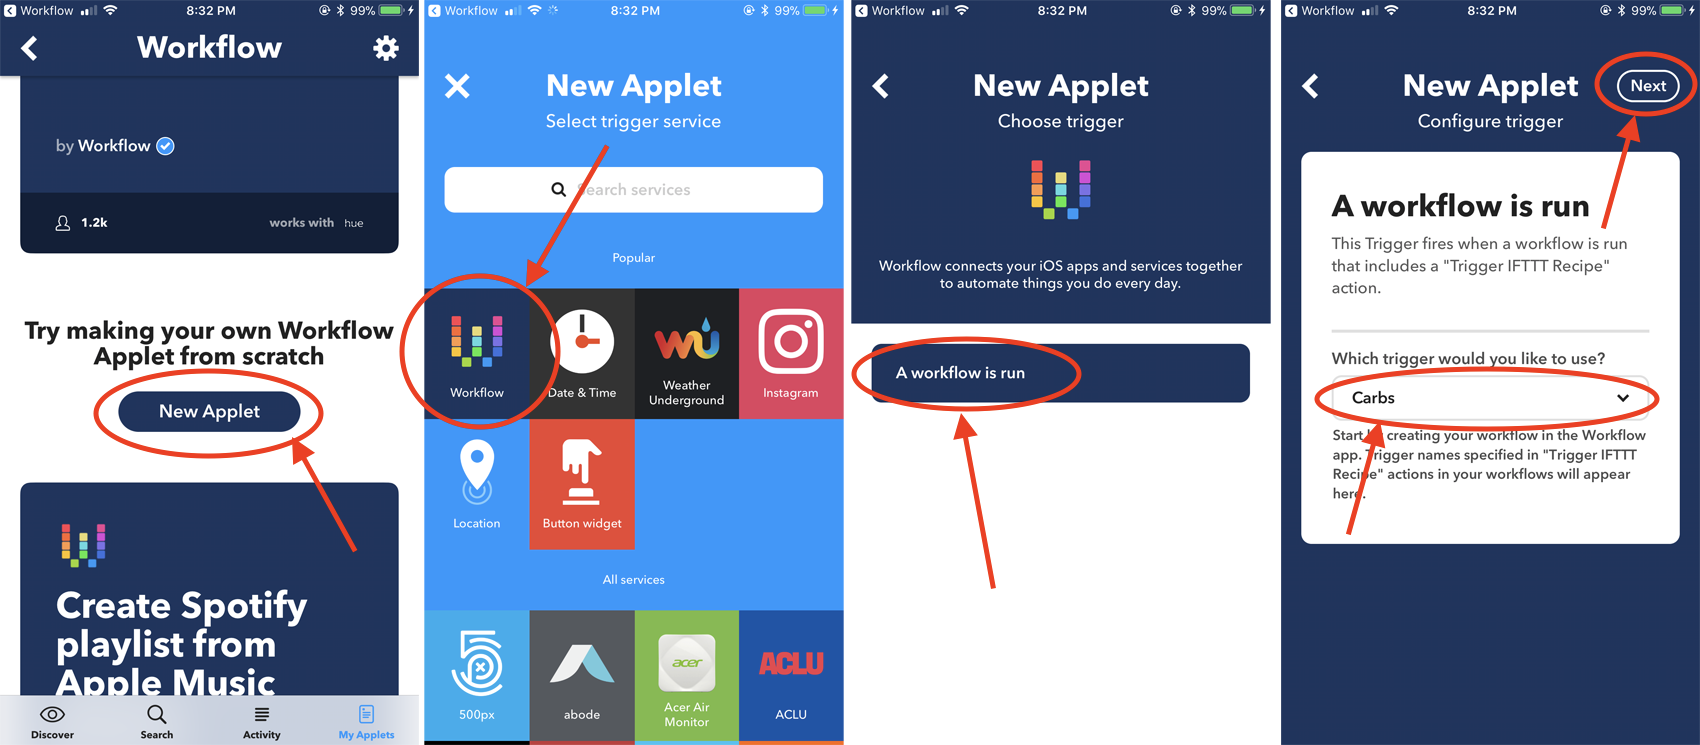 Workflow 8:32 PM 99%
Workflow
by Workflow
1.2k works with hue
Try making your own Workflow
Applet from scratch
New Applet
Create Spotify
playlist from
Apple Music
Discover Search Activity My Applets
Workflow 8:32 PM 99%
New Applet
Select trigger service
Search services
Popular
Workflow
Date & Time
Weather
Underground
Instagram
Location
Button widget
All services
500px
abode
acer
Acer Air
Monitor
ACLU
ACLU
Workflow 8:32 PM 99%
New Applet
Choose trigger
Workflow connects your iOS apps and services together
to automate things you do every day.
A workflow is run
Workflow 8:32 PM 99%
New Applet
Next
Configure trigger
A workflow is run
This Trigger fires when a workflow is run
that includes a "Trigger IFTTT Recipe"
action.
Which trigger would you like to use?
Carbs
Start by creating your workflow in the Workflow
app. Trigger names specified in "Trigger IFTTT
Recipe" actions in your workflows will appear
here.